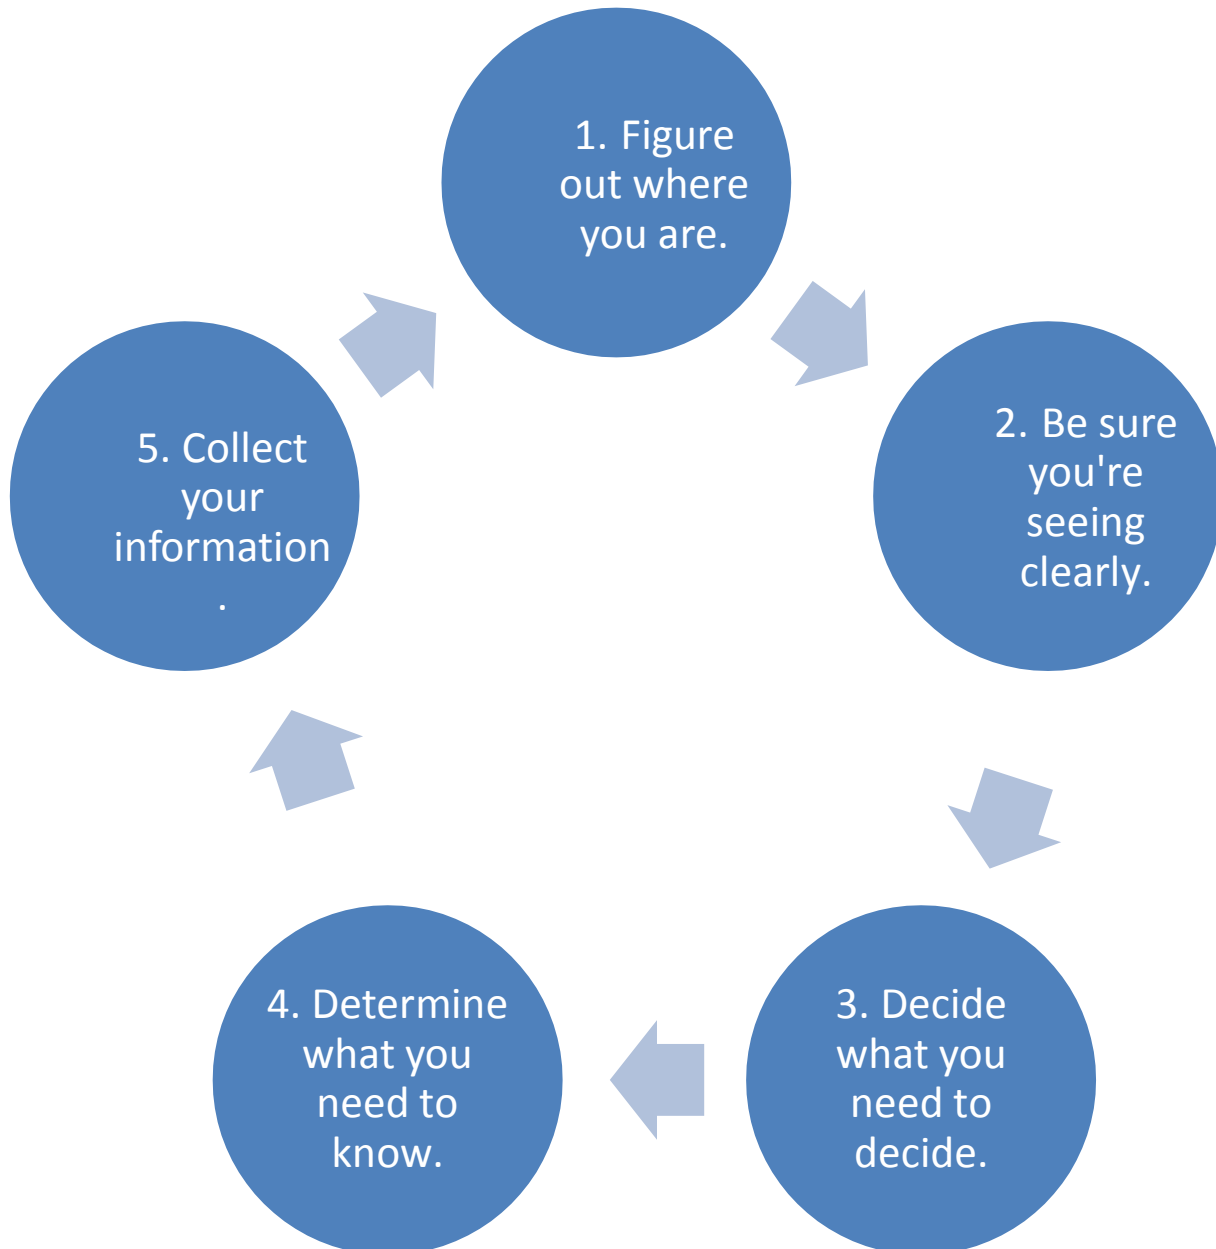 1. Figure
out where
you are.
2. Be sure
you're
seeing
clearly.
3. Decide
what you
need to
decide.
4. Determine
what you
need to
know.
5. Collect
your
information
.